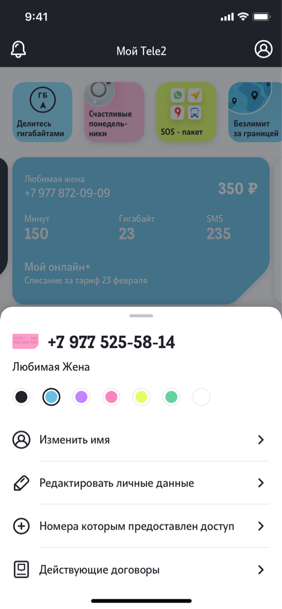 9:41
Мой Tele2
ГБ
Делитесь
гигабайтами
Счастливые
понедель-
ники
SOS - пакет
Безлимит
за границей
Любимая жена
+7 977 872-09-09
350 ₽
Минут
Гигабайт
SMS
150
23
235
Мой онлайн+
Списание за тариф 23 февраля
+7 977 525-58-14
Любимая Жена
Изменить имя
Редактировать личные данные
Номера которым предоставлен доступ
Действующие договоры